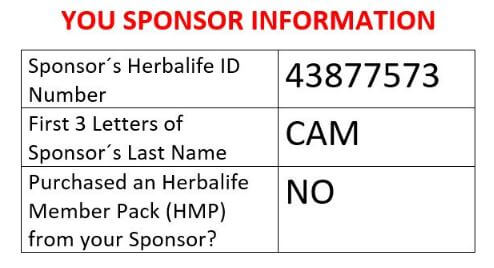 YOU SPONSOR INFORMATION
Sponsor´s Herbalife ID
Number
43877573
First 3 Letters of
Sponsor´s Last Name
CAM
Purchased an Herbalife
Member Pack (HMP)
from your Sponsor?
NO